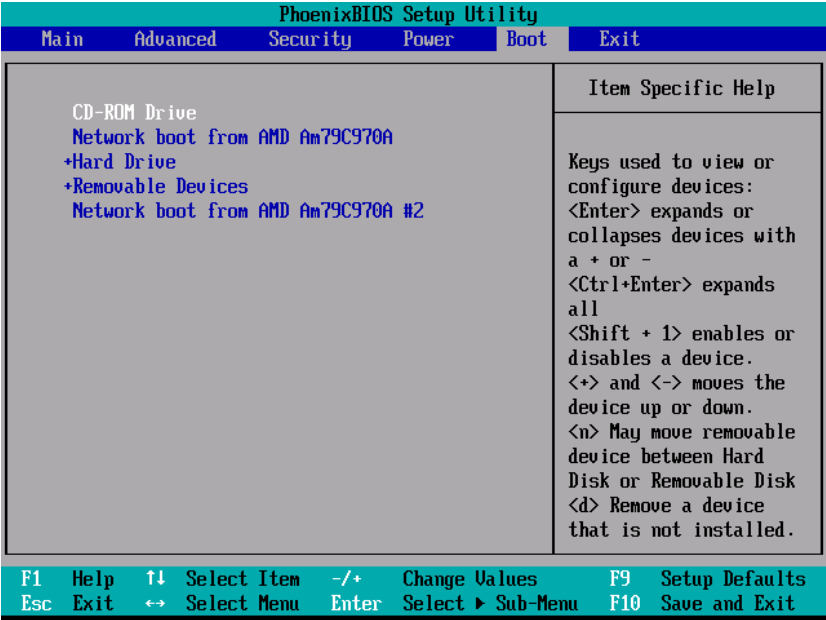 PhoenixBIOS Setup Utility
Main Advanced Security Power Boot Exit
CD-ROM Drive
Network boot from AMD Am79C970A
+Hard Drive
+Removable Devices
Network boot from AMD Am79C970A #2
Item Specific Help
Keys used to view or
configure devices:
<Enter> expands or
collapses devices with
a + or -
<Ctrl+Enter> expands
all
<Shift + 1> enables or
disables a device.
<+> and <-> moves the
device up or down.
<n> May move removable
device between Hard
Disk or Removable Disk
<d> Remove a device
that is not installed.
F1 Help ↑↓ Select Item -/+ Change Values F9 Setup Defaults
Esc Exit ↔ Select Menu Enter Select ▶ Sub-Menu F10 Save and Exit